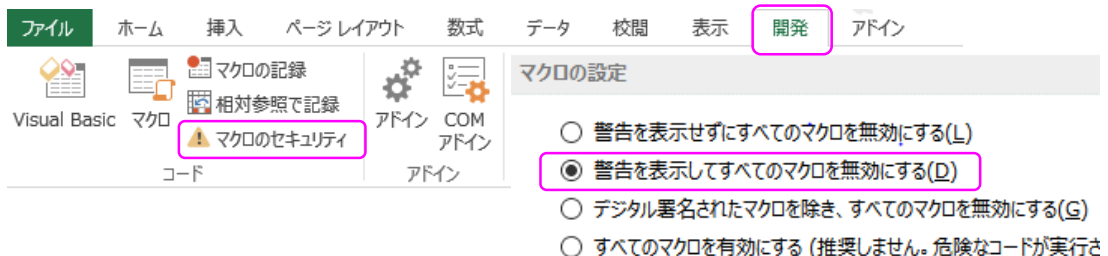 ファイル ホーム 挿入 ページ レイアウト 数式 データ 校閲 表示 開発 アドイン
マクロの記録
相対参照で記録
マクロのセキュリティ
Visual Basic マクロ
アドイン COM
アドイン
コード アドイン
マクロの設定
警告を表示せずにすべてのマクロを無効にする(L)
警告を表示してすべてのマクロを無効にする(D)
デジタル署名されたマクロを除き、すべてのマクロを無効にする(G)
すべてのマクロを有効にする (推奨しません。危険なコードが実行さ